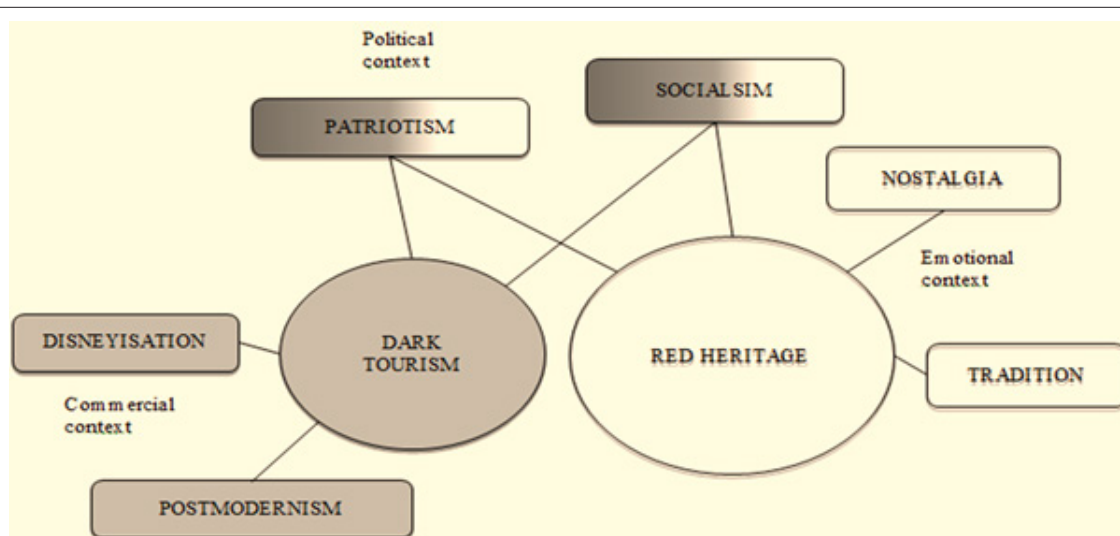 Political
context
SOCIALSIM
PATRIOTISM
NOSTALGIA
Emotional
context
DISNEYISATION
DARK
TOURISM
RED HERITAGE
TRADITION
Commercial
context
POSTMODERNISM